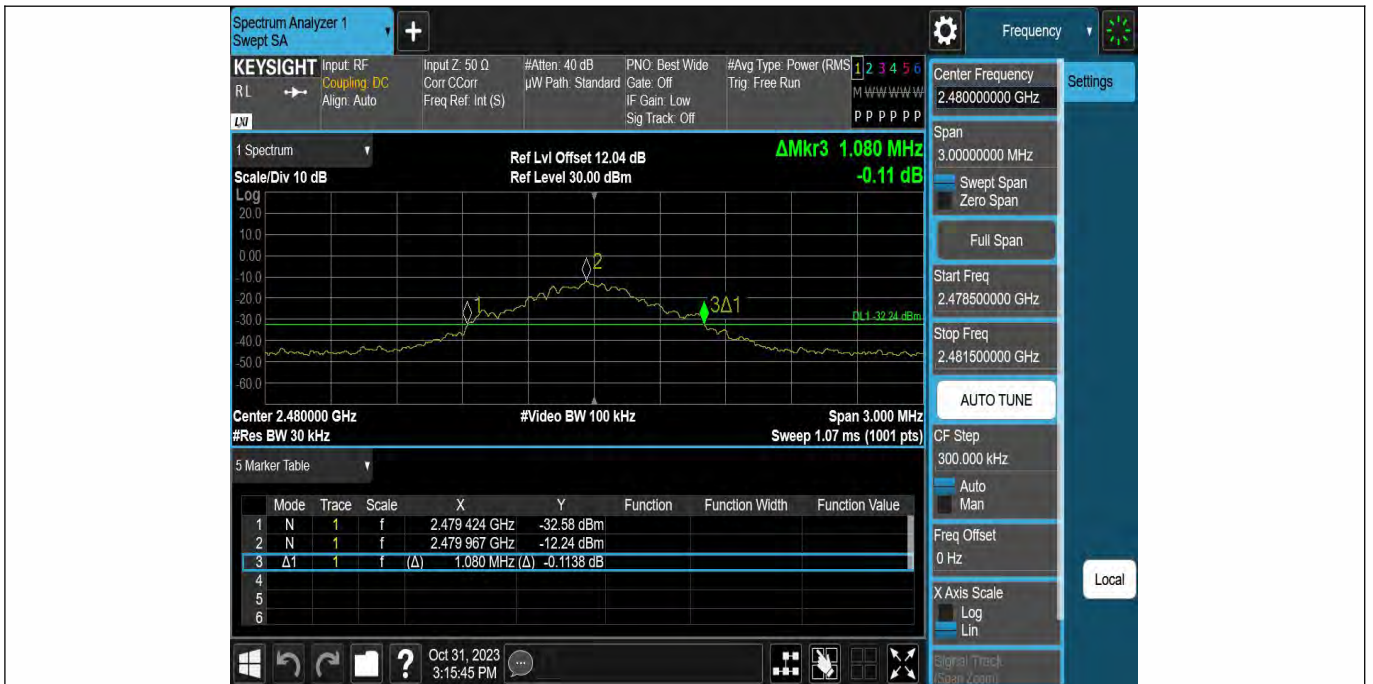 Spectrum Analyzer 1
Swept SA
+
Frequency
KEYSIGHT
RL
LXI
Input: RF
Coupling: DC
Align: Auto
Input Z: 50 Ω
Corr CCorr
Freq Ref: Int (S)
#Atten: 40 dB
µW Path: Standard
PNO: Best Wide
Gate: Off
IF Gain: Low
Sig Track: Off
#Avg Type: Power (RMS
Trig: Free Run
1 2 3 4 5 6
M W W W W W
P P P P P P
1 Spectrum
Scale/Div 10 dB
Ref Lvl Offset 12.04 dB
Ref Level 30.00 dBm
ΔMkr3 1.080 MHz
-0.11 dB
Log
20.0
10.0
0.00
-10.0
-20.0
-30.0
-40.0
-50.0
-60.0
1
2
3Δ1
DL1 -32.24 dBm
Center 2.480000 GHz
#Res BW 30 kHz
#Video BW 100 kHz
Span 3.000 MHz
Sweep 1.07 ms (1001 pts)
5 Marker Table
Mode Trace Scale X Y Function Function Width Function Value
1 N 1 f 2.479 424 GHz -32.58 dBm
2 N 1 f 2.479 967 GHz -12.24 dBm
3 Δ1 1 f (Δ) 1.080 MHz (Δ) -0.1138 dB
4
5
6
?
Oct 31, 2023
3:15:45 PM
Center Frequency
2.480000000 GHz
Settings
Span
3.00000000 MHz
Swept Span
Zero Span
Full Span
Start Freq
2.478500000 GHz
Stop Freq
2.481500000 GHz
AUTO TUNE
CF Step
300.000 kHz
Auto
Man
Freq Offset
0 Hz
X Axis Scale
Log
Lin
Signal Track
(Span Zoom)
Local